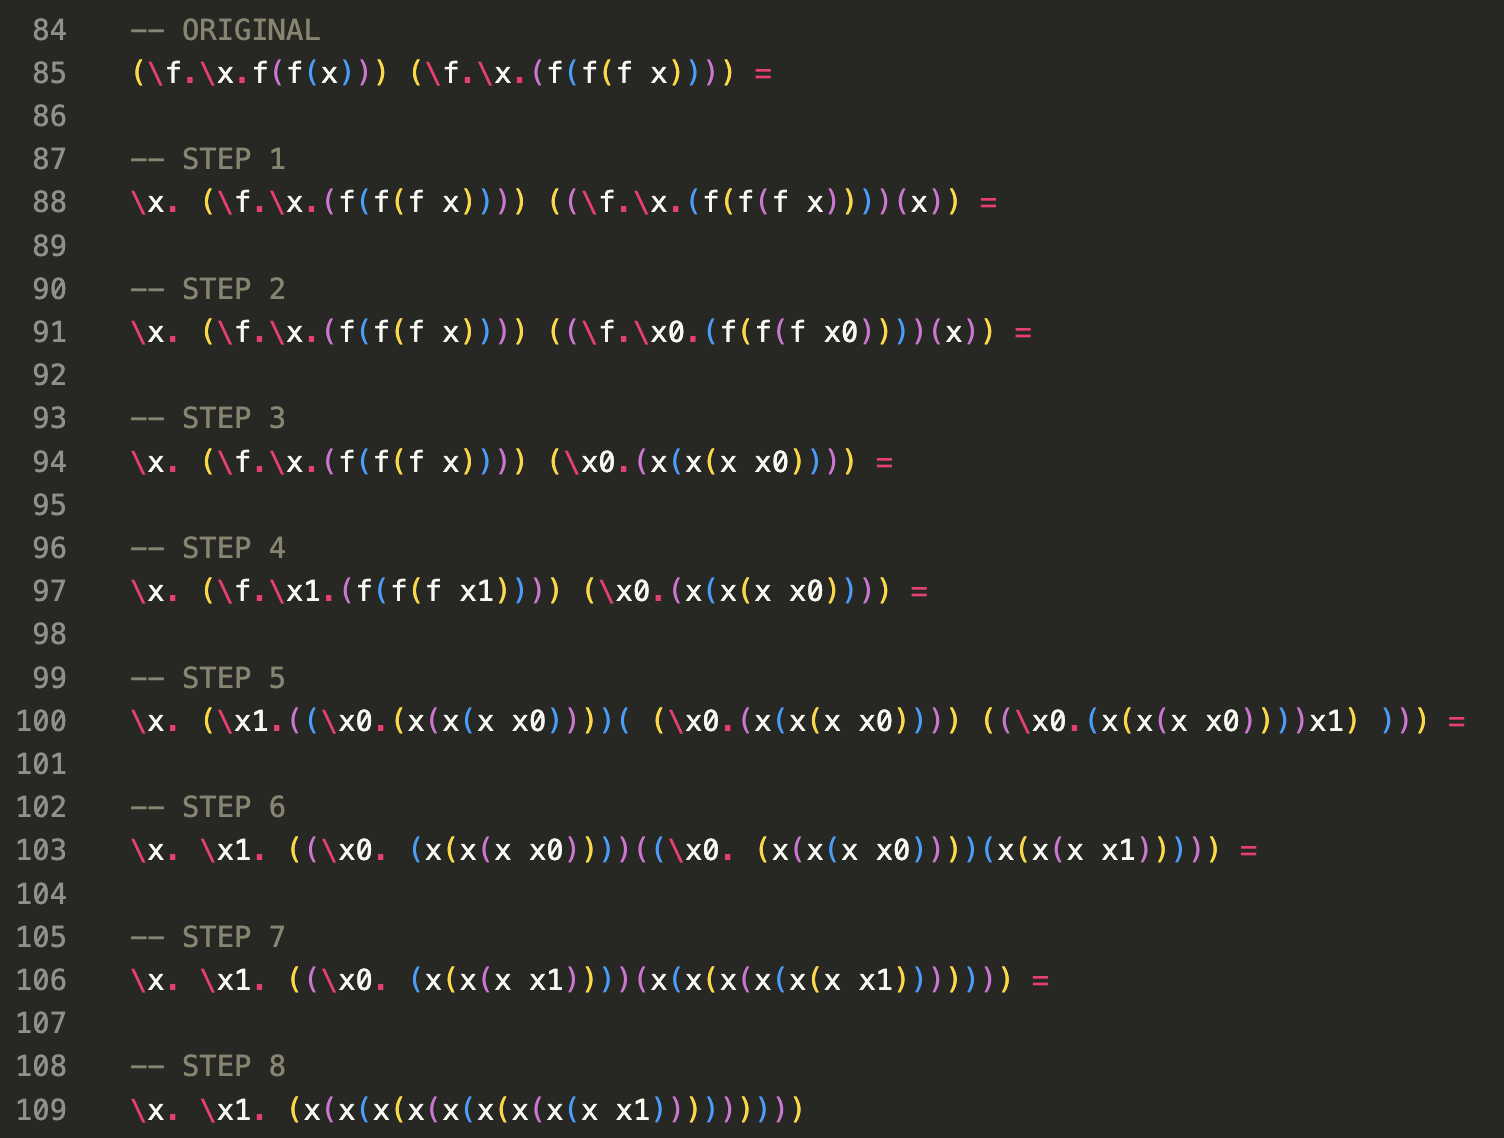 84 -- ORIGINAL
85 (\f.\x.f(f(x))) (\f.\x.(f(f(f x)))) =
86
87 -- STEP 1
88 \x. (\f.\x.(f(f(f x)))) ((\f.\x.(f(f(f x))))(x)) =
89
90 -- STEP 2
91 \x. (\f.\x.(f(f(f x)))) ((\f.\x0.(f(f(f x0))))(x)) =
92
93 -- STEP 3
94 \x. (\f.\x.(f(f(f x)))) (\x0.(x(x(x x0)))) =
95
96 -- STEP 4
97 \x. (\f.\x1.(f(f(f x1)))) (\x0.(x(x(x x0)))) =
98
99 -- STEP 5
100 \x. (\x1.((\x0.(x(x(x x0))))( (\x0.(x(x(x x0)))) ((\x0.(x(x(x x0))))x1) ))) =
101
102 -- STEP 6
103 \x. \x1. ((\x0. (x(x(x x0))))((\x0. (x(x(x x0))))(x(x(x x1))))) =
104
105 -- STEP 7
106 \x. \x1. ((\x0. (x(x(x x1))))(x(x(x(x(x(x x1))))))) =
107
108 -- STEP 8
109 \x. \x1. (x(x(x(x(x(x(x(x(x x1)))))))))